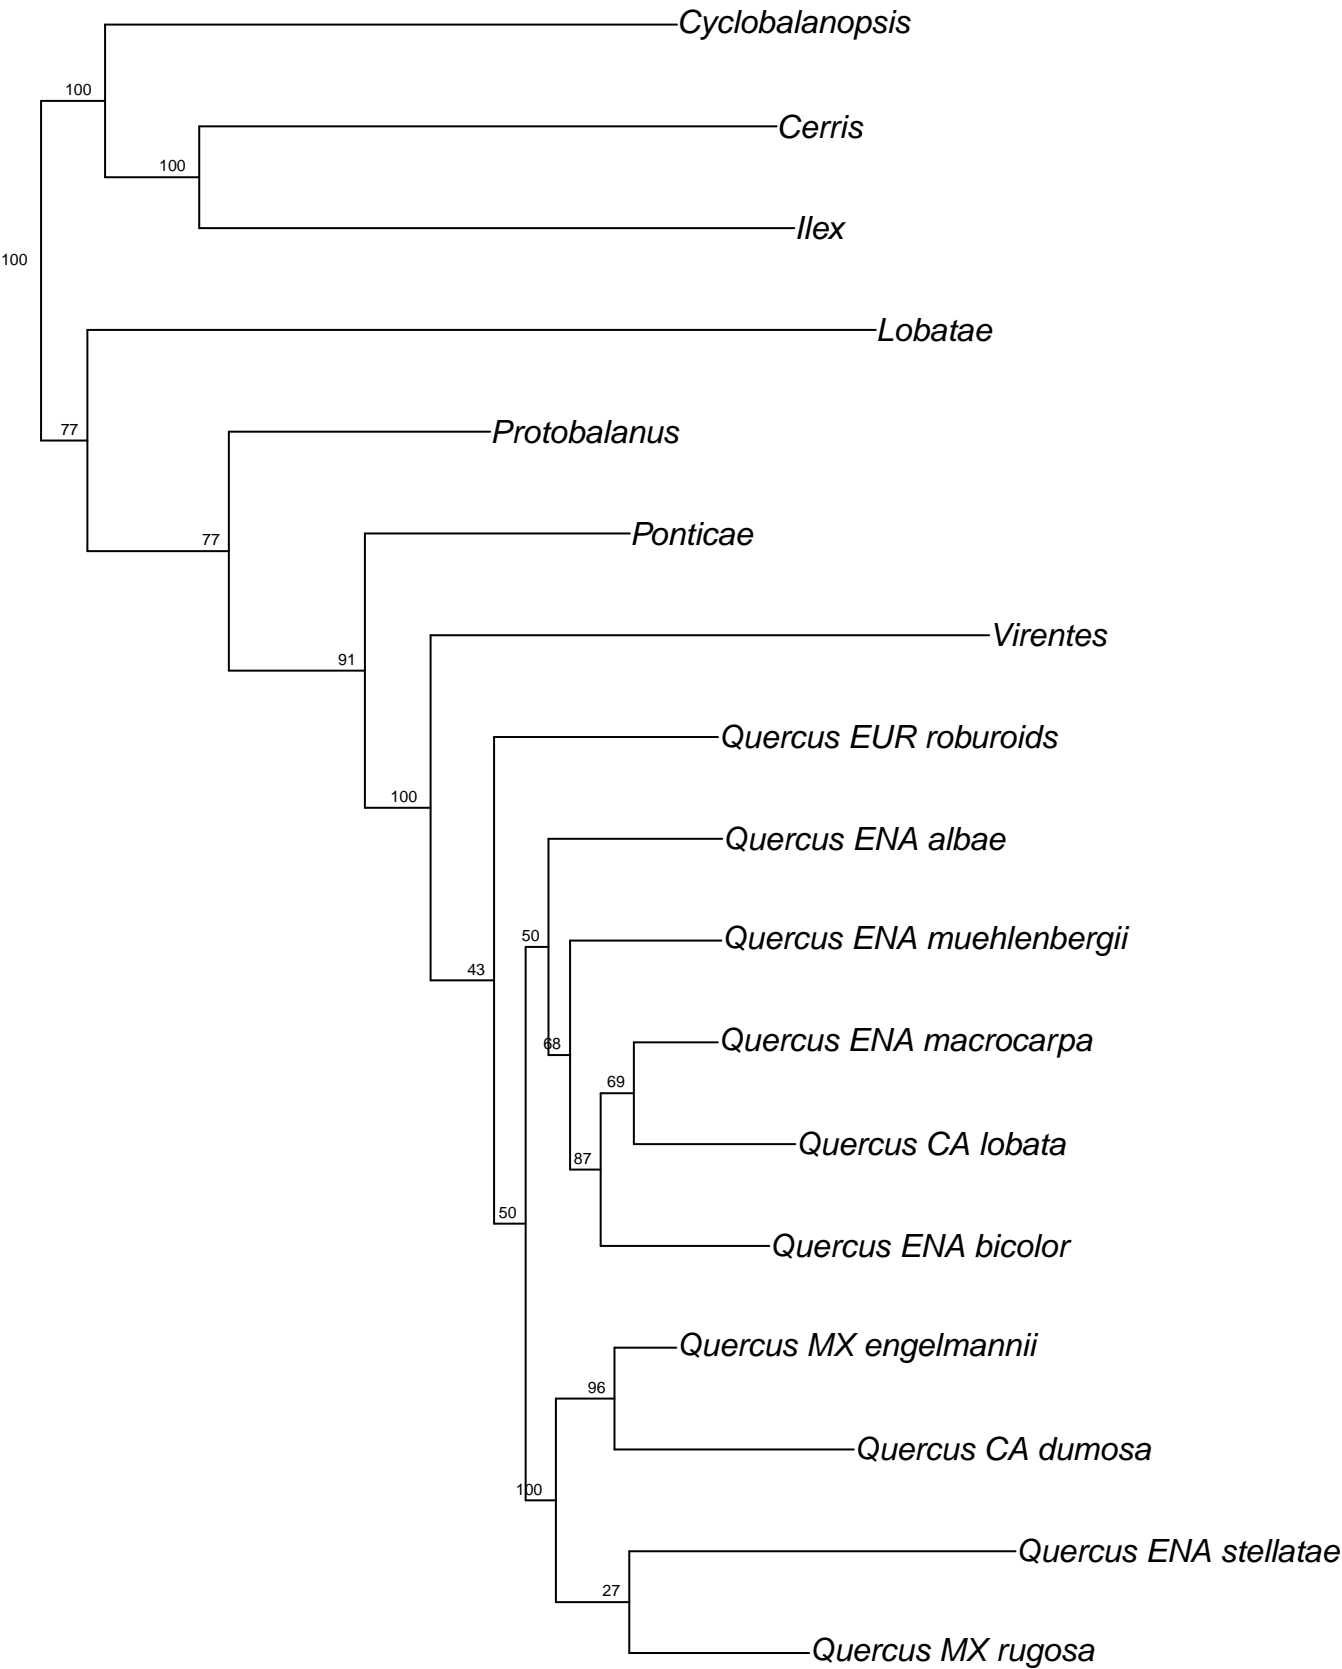 Cyclobalanopsis
100
Cerris
100
Ilex
100
Lobatae
77
Protobalanus
77
Ponticae
91
Virentes
100
Quercus EUR roburoids
43
Quercus ENA albae
50
Quercus ENA muehlenbergii
68
Quercus ENA macrocarpa
69
Quercus CA lobata
87
50
Quercus ENA bicolor
Quercus MX engelmannii
96
Quercus CA dumosa
100
Quercus ENA stellatae
27
Quercus MX rugosa